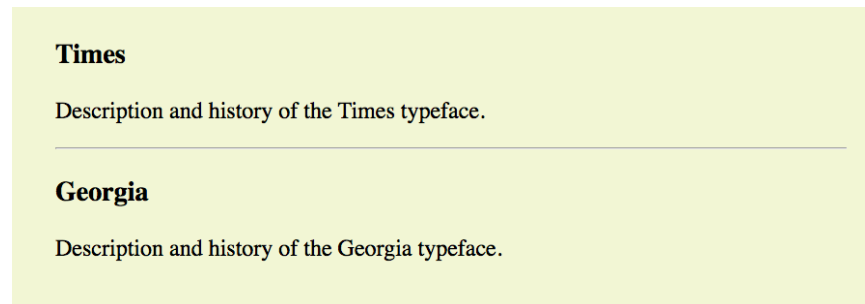 Times
Description and history of the Times typeface.
Georgia
Description and history of the Georgia typeface.